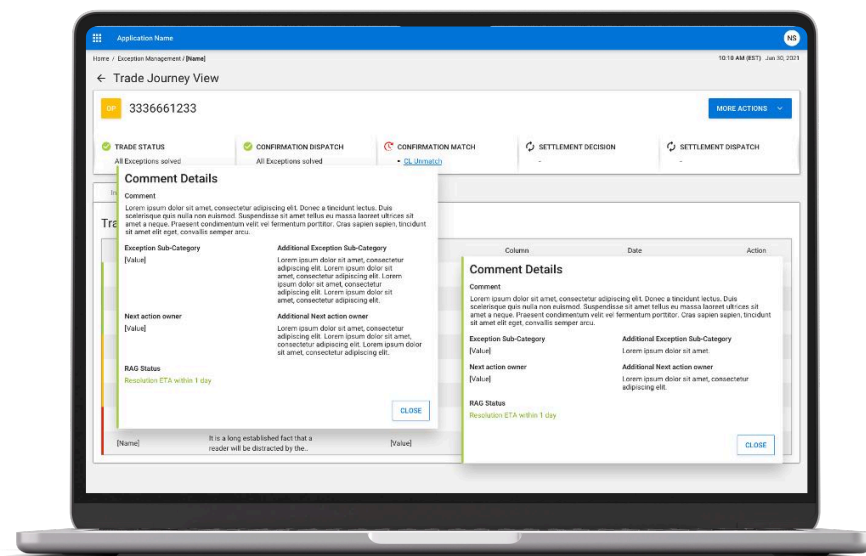 Application Name
NS
Home / Exception Management / [Name]
10:10 AM (EST) Jan 30, 2021
← Trade Journey View
OP
3336661233
MORE ACTIONS
TRADE STATUS
All Exceptions solved
CONFIRMATION DISPATCH
All Exceptions solved
CONFIRMATION MATCH
• CL Unmatch
SETTLEMENT DECISION
-
SETTLEMENT DISPATCH
-
Comment Details
Comment
Lorem ipsum dolor sit amet, consectetur adipiscing elit. Donec a tincidunt lectus. Duis
scelerisque quis nulla non euismod. Suspendisse sit amet tellus eu massa laoreet ultrices sit
amet a neque. Praesent condimentum velit vel fermentum porttitor. Cras sapien sapien, tincidunt
sit amet elit eget, convallis semper arcu.
Exception Sub-Category
[Value]
Additional Exception Sub-Category
Lorem ipsum dolor sit amet, consectetur
adipiscing elit. Lorem ipsum dolor sit
amet, consectetur adipiscing elit. Lorem
ipsum dolor sit amet, consectetur
adipiscing elit. Lorem ipsum dolor sit
amet, consectetur adipiscing elit.
Next action owner
[Value]
Additional Next action owner
Lorem ipsum dolor sit amet, consectetur
adipiscing elit. Lorem ipsum dolor sit amet,
consectetur adipiscing elit. Lorem ipsum dolor
sit amet, consectetur adipiscing elit.
RAG Status
Resolution ETA within 1 day
CLOSE
Column
Date
Action
Comment Details
Comment
Lorem ipsum dolor sit amet, consectetur adipiscing elit. Donec a tincidunt lectus. Duis
scelerisque quis nulla non euismod. Suspendisse sit amet tellus eu massa laoreet ultrices sit
amet a neque. Praesent condimentum velit vel fermentum porttitor. Cras sapien sapien, tincidunt
sit amet elit eget, convallis semper arcu.
Exception Sub-Category
[Value]
Additional Exception Sub-Category
Lorem ipsum dolor sit amet.
Next action owner
[Value]
Additional Next action owner
Lorem ipsum dolor sit amet, consectetur
adipiscing elit.
RAG Status
Resolution ETA within 1 day
CLOSE
[Name]
It is a long established fact that a
reader will be distracted by the..
[Value]